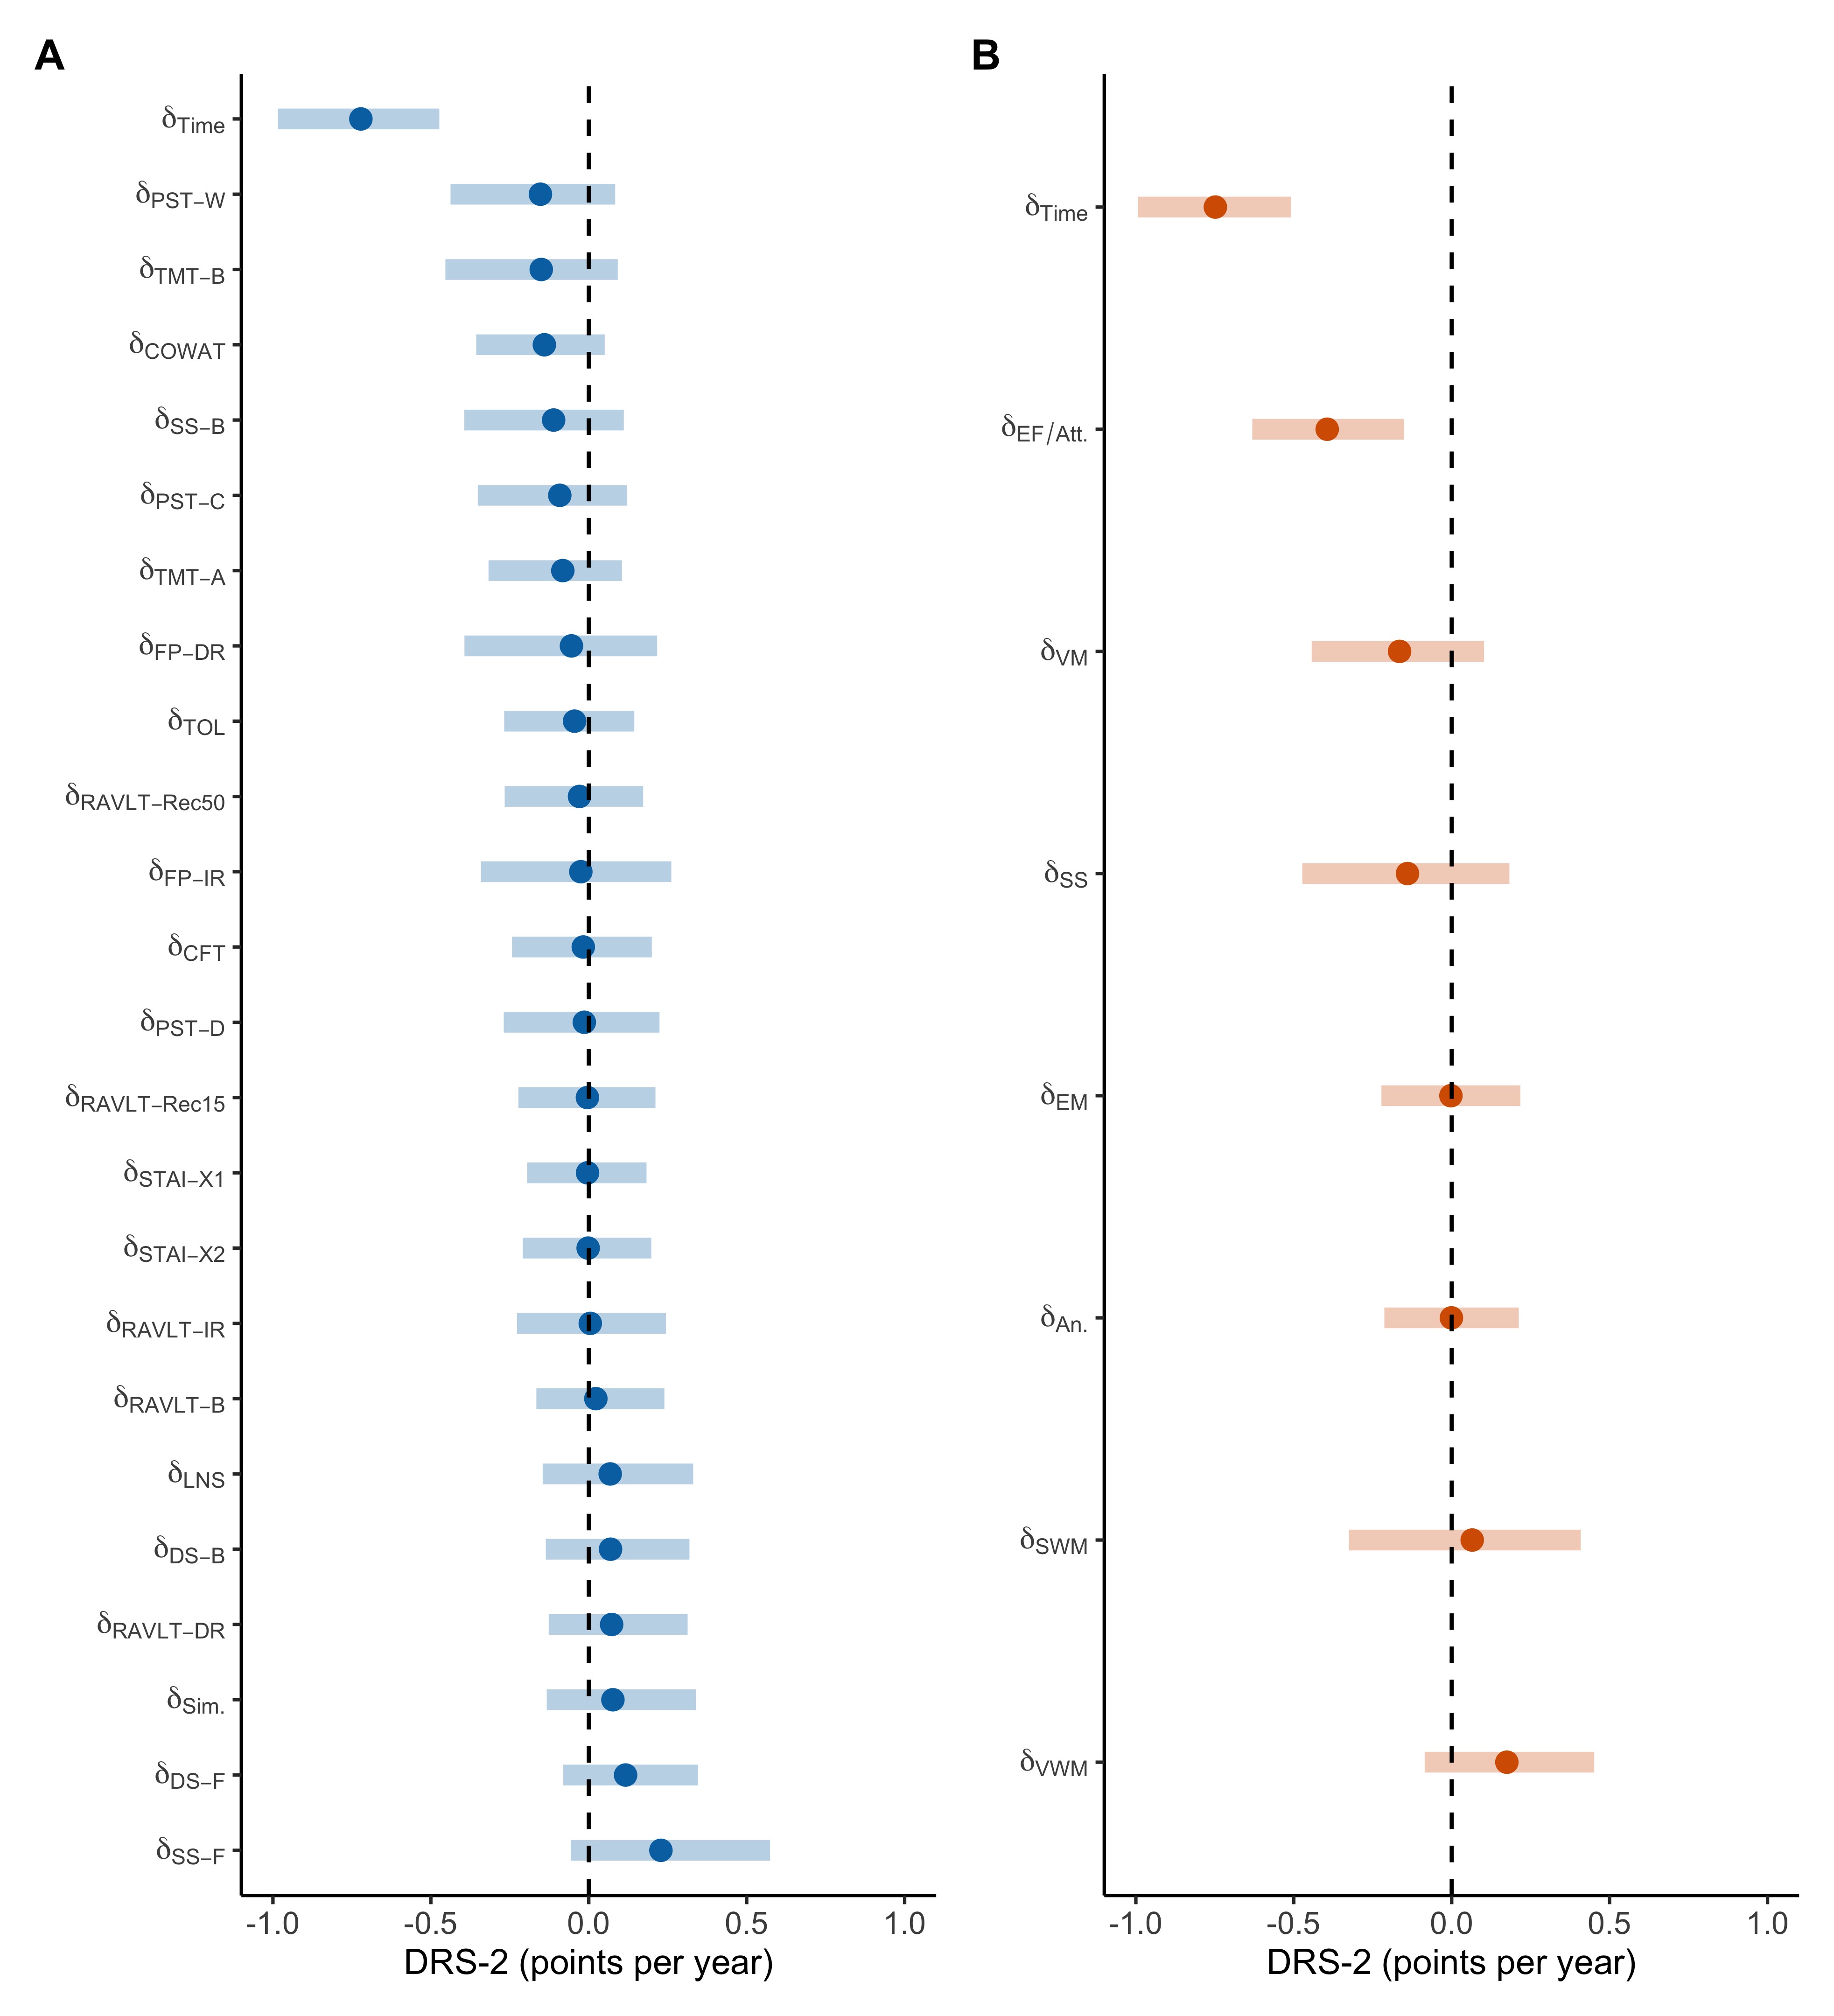 A
δTime
δPST−W
δTMT−B
δCOWAT
δSS−B
δPST−C
δTMT−A
δFP−DR
δTOL
δRAVLT−Rec50
δFP−IR
δCFT
δPST−D
δRAVLT−Rec15
δSTAI−X1
δSTAI−X2
δRAVLT−IR
δRAVLT−B
δLNS
δDS−B
δRAVLT−DR
δSim.
δDS−F
δSS−F
-1.0 -0.5 0.0 0.5 1.0
DRS-2 (points per year)
B
δTime
δEF/Att.
δVM
δSS
δEM
δAn.
δSWM
δVWM
-1.0 -0.5 0.0 0.5 1.0
DRS-2 (points per year)